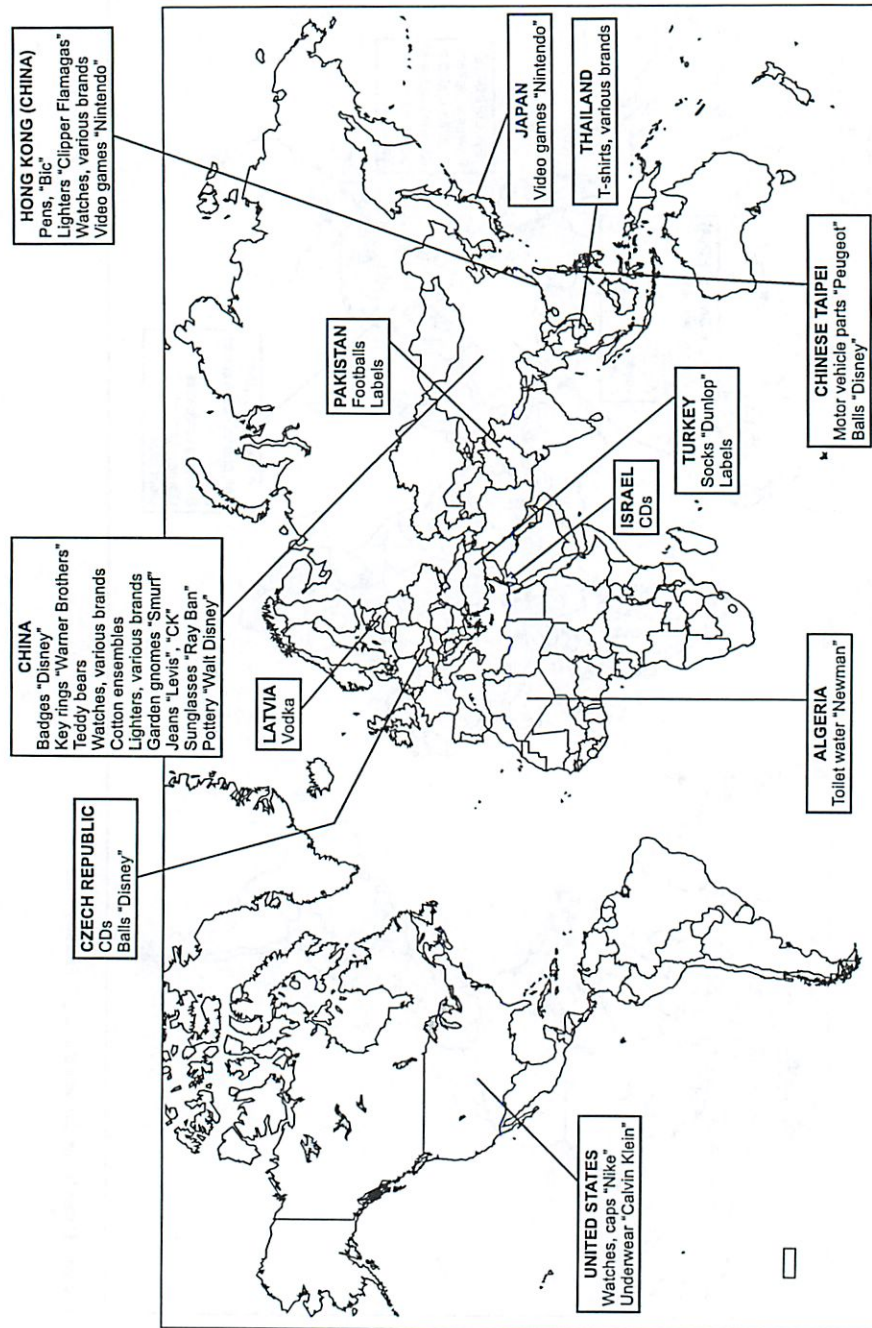 HONG KONG (CHINA)
Pens, "Bic"
Lighters "Clipper Flamagas"
Watches, various brands
Video games "Nintendo"
CHINA
Badges "Disney"
Key rings "Warner Brothers"
Teddy bears
Watches, various brands
Cotton ensembles
Lighters, various brands
Garden gnomes "Smurf"
Jeans "Levis", "CK"
Sunglasses "Ray Ban"
Pottery "Walt Disney"
CZECH REPUBLIC
CDs
Balls "Disney"
LATVIA
Vodka
PAKISTAN
Footballs
Labels
JAPAN
Video games "Nintendo"
THAILAND
T-shirts, various brands
UNITED STATES
Watches, caps "Nike"
Underwear "Calvin Klein"
ISRAEL
CDs
TURKEY
Socks "Dunlop"
Labels
ALGERIA
Toilet water "Newman"
CHINESE TAIPEI
Motor vehicle parts "Peugeot"
Balls "Disney"